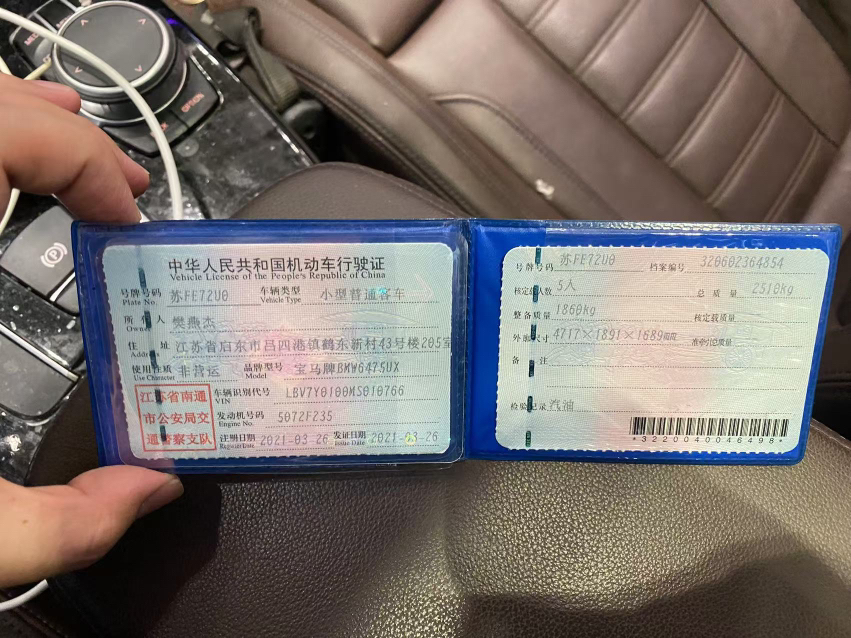 中华人民共和国机动车行驶证
Vehicle License of the People's Republic of China
号牌号码 苏FE72U0 车辆类型 小型普通客车
Plate No. Vehicle Type
所 人 樊燕杰
Owner
住 址 江苏省启东市吕四港镇鹤东新村43号楼205室
Address
使用性质 非营运 品牌型号 宝马牌BMW6475UX
Use Character Model
江苏省南通
市公安局交
通警察支队
车辆识别代号 LBV7Y0100MS010766
VIN
发动机号码 5072F235
Engine No.
注册日期 2021-03-26 发证日期 2021-03-26
Register Date Issue Date
号牌号码 苏FE72U0 档案编号 320602364854
核定 人数 5人 总 质 量 2310kg
整备质量 1860kg 核定载质量
外廓尺寸 4717×1891×1689 准牵引总质量
备 注
检验记录 汽油
*3220040046498*
OPTION